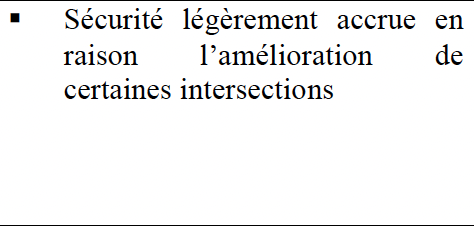 ▪ Sécurité légèrement accrue en
raison l’amélioration de
certaines intersections